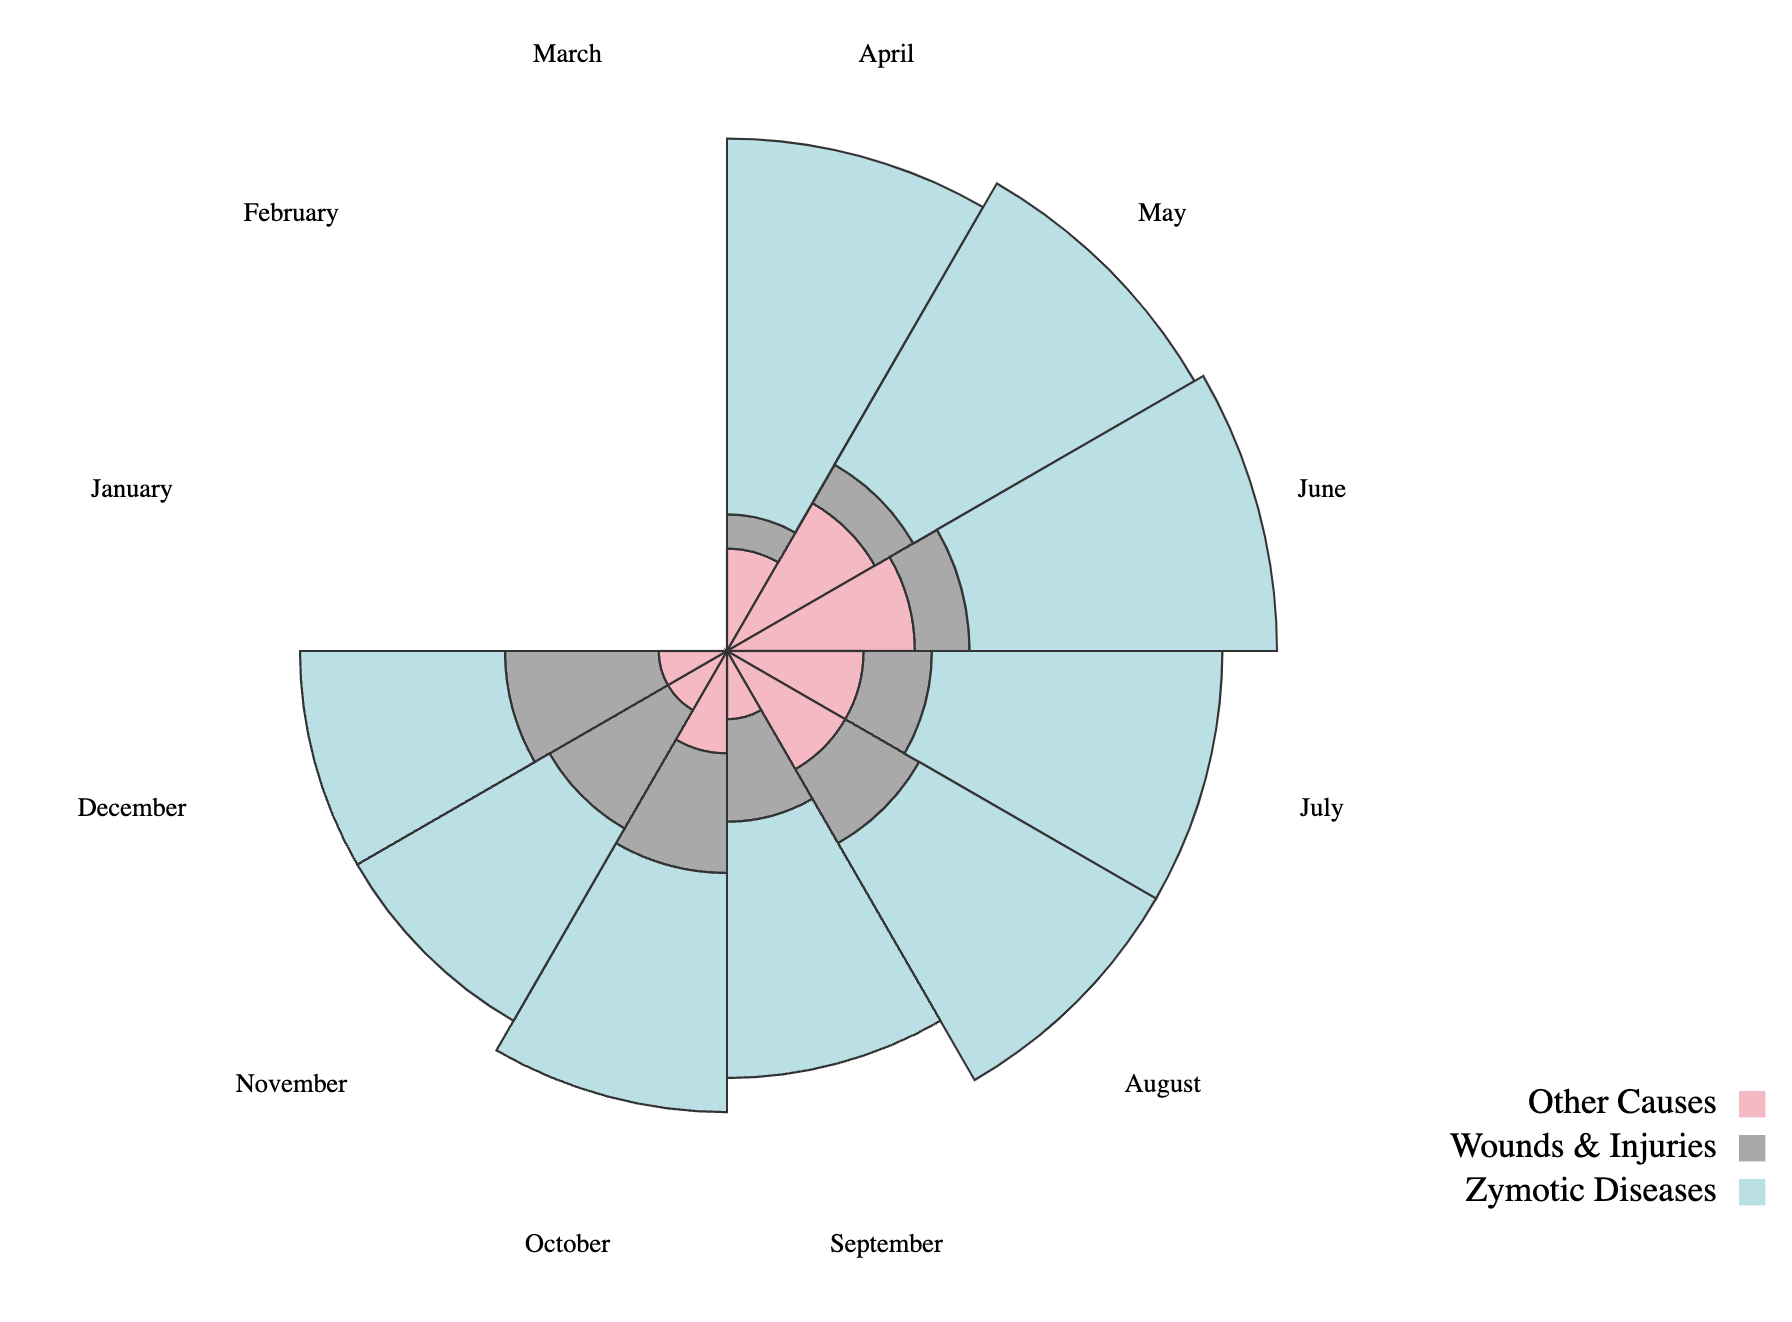 March
April
February
May
January
June
December
July
November
August
October
September
Other Causes
Wounds & Injuries
Zymotic Diseases